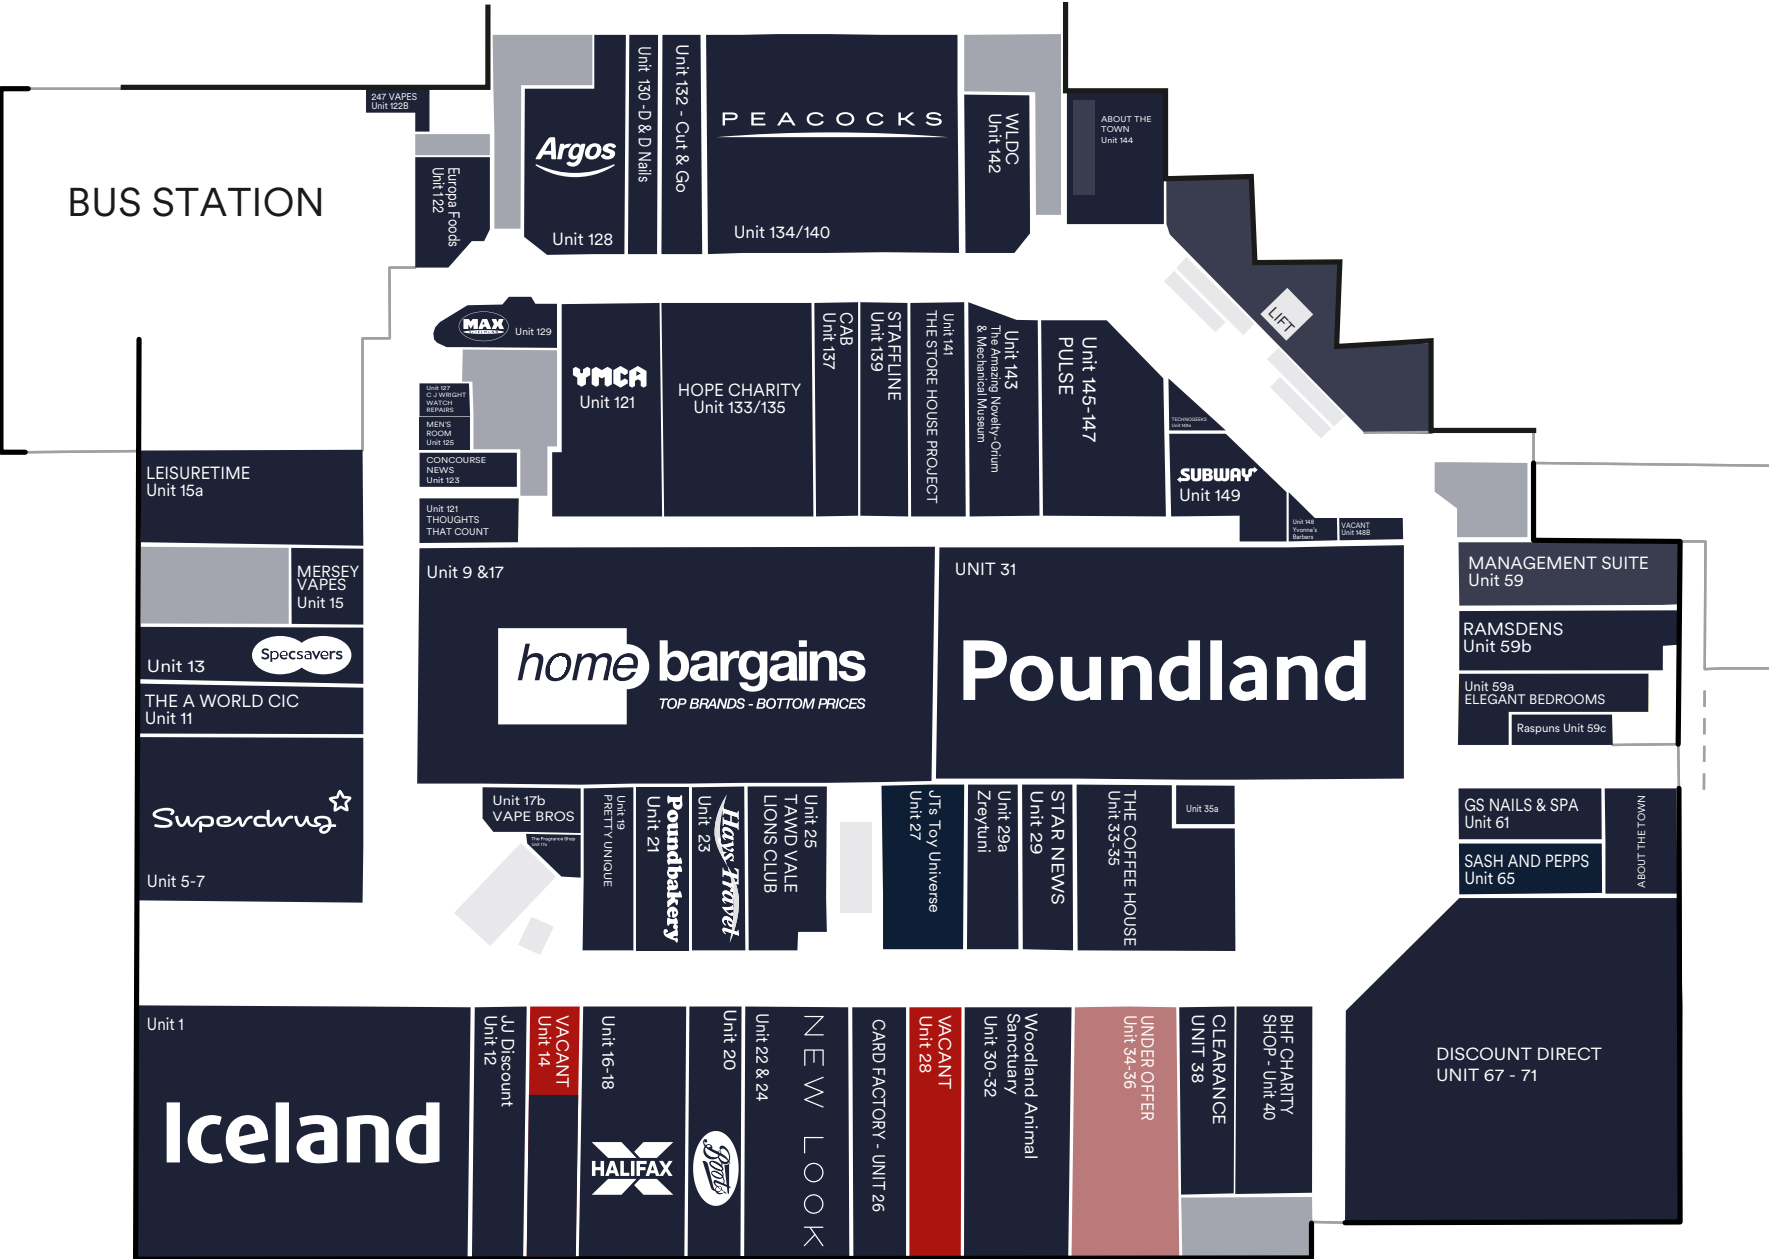 247 VAPES
Unit 122B
BUS STATION
Europa Foods
Unit 122
Argos
Unit 128
Unit 130 - D & D Nails
Unit 132 - Cut & Go
PEACOCKS
Unit 134/140
WLDC
Unit 142
ABOUT THE
TOWN
Unit 144
LIFT
MAX
Unit 129
Unit 127
C J WRIGHT
WATCH
REPAIRS
MEN'S
ROOM
Unit 125
CONCOURSE
NEWS
Unit 123
Unit 121
THOUGHTS
THAT COUNT
YMCA
Unit 121
HOPE CHARITY
Unit 133/135
CAB
Unit 137
STAFFLINE
Unit 139
Unit 141
THE STORE HOUSE PROJECT
Unit 143
The Amazing Novelty-Orium
& Mechanical Museum
Unit 145-147
PULSE
TECHNOGEEKS
Unit 149a
SUBWAY
Unit 149
Unit 148
Yvonne's
Barbers
VACANT
Unit 148B
LEISURETIME
Unit 15a
MERSEY
VAPES
Unit 15
Unit 13
Specsavers
THE A WORLD CIC
Unit 11
Superdrug
Unit 5-7
Unit 9 &17
home bargains
TOP BRANDS - BOTTOM PRICES
UNIT 31
Poundland
MANAGEMENT SUITE
Unit 59
RAMSDENS
Unit 59b
Unit 59a
ELEGANT BEDROOMS
Raspuns Unit 59c
GS NAILS & SPA
Unit 61
SASH AND PEPPS
Unit 65
ABOUT THE TOWN
Unit 17b
VAPE BROS
The Fragrance Shop
Unit 19
PRETTY UNIQUE
Poundbakery
Unit 21
Hays Travel
Unit 23
Unit 25
TAWD VALE
LIONS CLUB
JTs Toy Universe
Unit 27
Unit 29a
Zreytuni
STAR NEWS
Unit 29
THE COFFEE HOUSE
Unit 33-35
Unit 35a
Unit 1
Iceland
JJ Discount
Unit 12
VACANT
Unit 14
Unit 16-18
HALIFAX
Unit 20
Boots
Unit 22 & 24
NEW LOOK
CARD FACTORY - UNIT 26
VACANT
Unit 28
Woodland Animal
Sanctuary
Unit 30-32
UNDER OFFER
Unit 34-36
CLEARANCE
UNIT 38
BHF CHARITY
SHOP - Unit 40
DISCOUNT DIRECT
UNIT 67 - 71